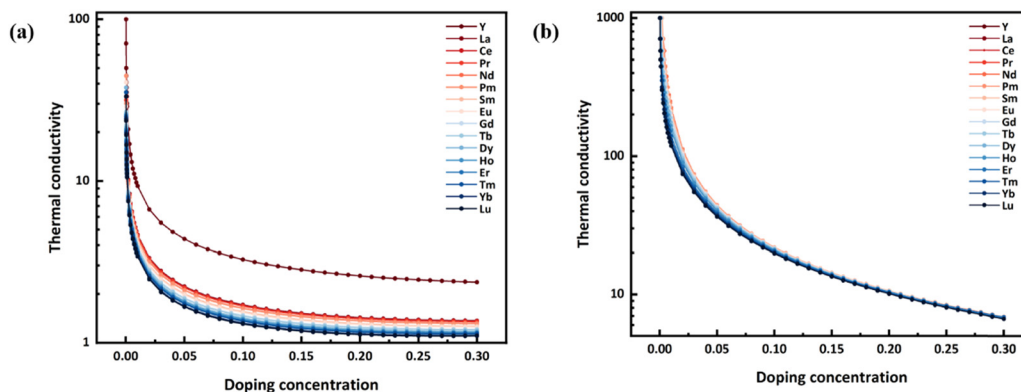 (a)
Thermal conductivity
100
10
1
0.00 0.05 0.10 0.15 0.20 0.25 0.30
Doping concentration
Y
La
Ce
Pr
Nd
Pm
Sm
Eu
Gd
Tb
Dy
Ho
Er
Tm
Yb
Lu
(b)
Thermal conductivity
1000
100
10
0.00 0.05 0.10 0.15 0.20 0.25 0.30
Doping concentration
Y
La
Ce
Pr
Nd
Pm
Sm
Eu
Gd
Tb
Dy
Ho
Er
Tm
Yb
Lu